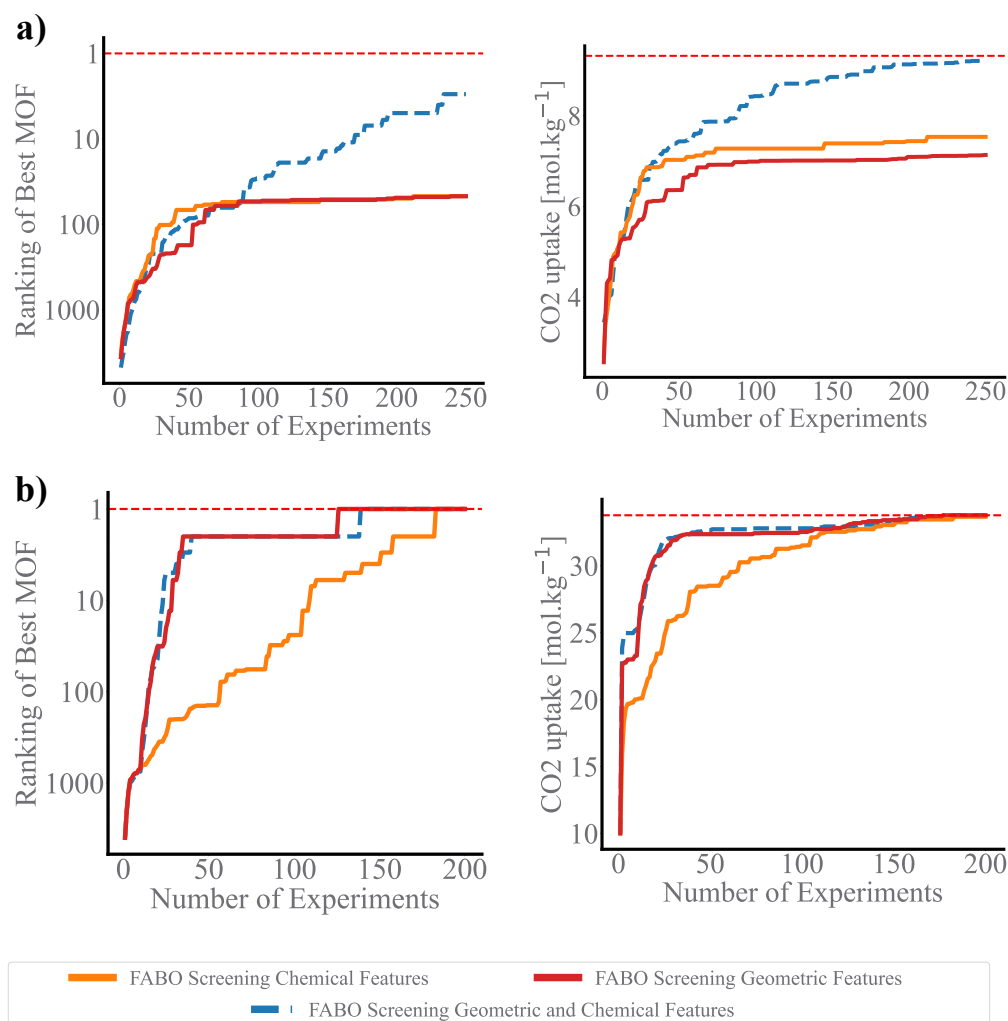 a)
Ranking of Best MOF
1
10
100
1000
0 50 100 150 200 250
Number of Experiments
CO2 uptake [mol.kg⁻¹]
8
6
4
0 50 100 150 200 250
Number of Experiments
b)
Ranking of Best MOF
1
10
100
1000
0 50 100 150 200
Number of Experiments
CO2 uptake [mol.kg⁻¹]
30
25
20
15
10
0 50 100 150 200
Number of Experiments
FABO Screening Chemical Features
FABO Screening Geometric Features
FABO Screening Geometric and Chemical Features